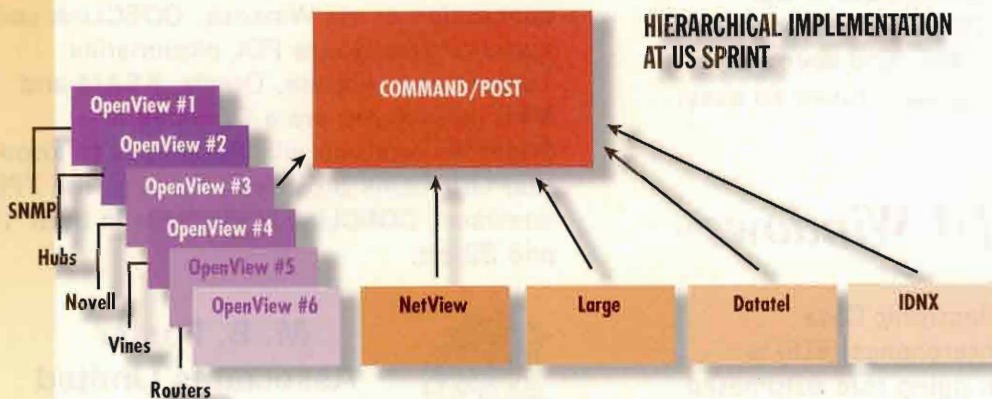 HIERARCHICAL IMPLEMENTATION
AT US SPRINT
COMMAND/POST
OpenView #1
OpenView #2
OpenView #3
OpenView #4
OpenView #5
OpenView #6
SNMP
Hubs
Novell
Vines
Routers
NetView
Large
Datatel
IDNX